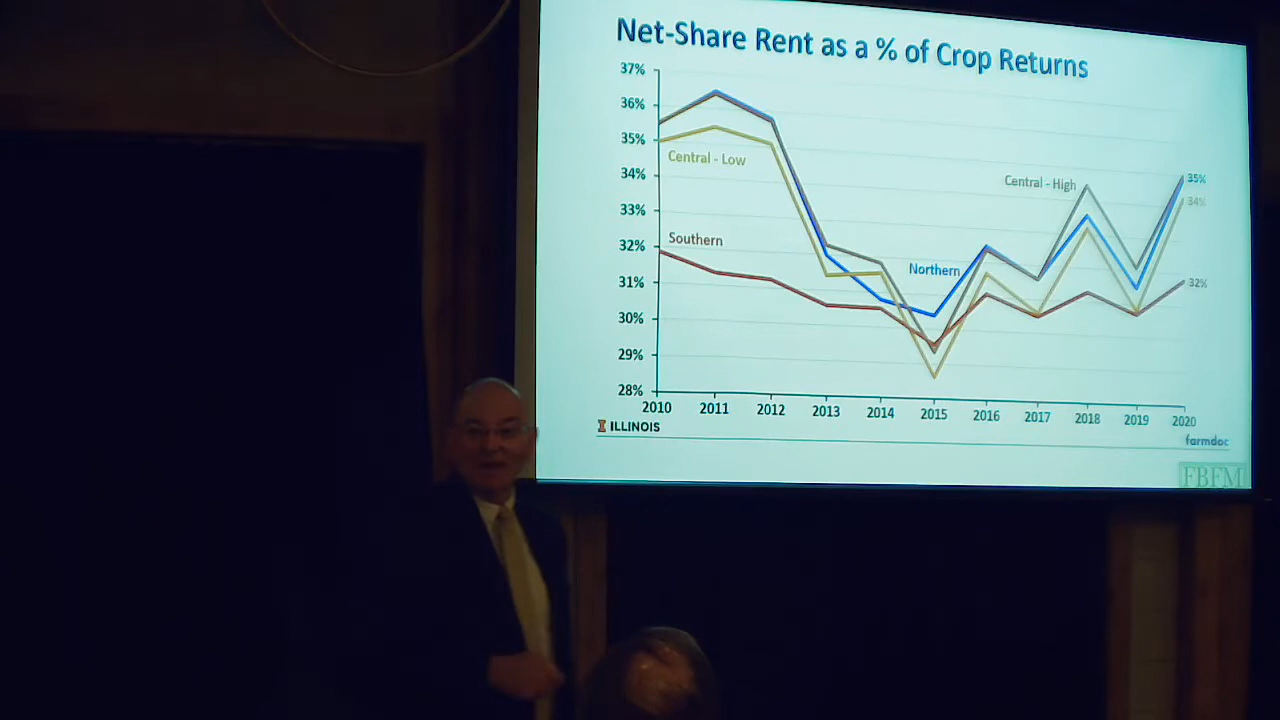 Net-Share Rent as a % of Crop Returns
37%
36%
35%
34%
33%
32%
31%
30%
29%
28%
Central - Low
Southern
Northern
Central - High
35%
34%
32%
2010 2011 2012 2013 2014 2015 2016 2017 2018 2019 2020
I ILLINOIS
farmdoc
FBFM